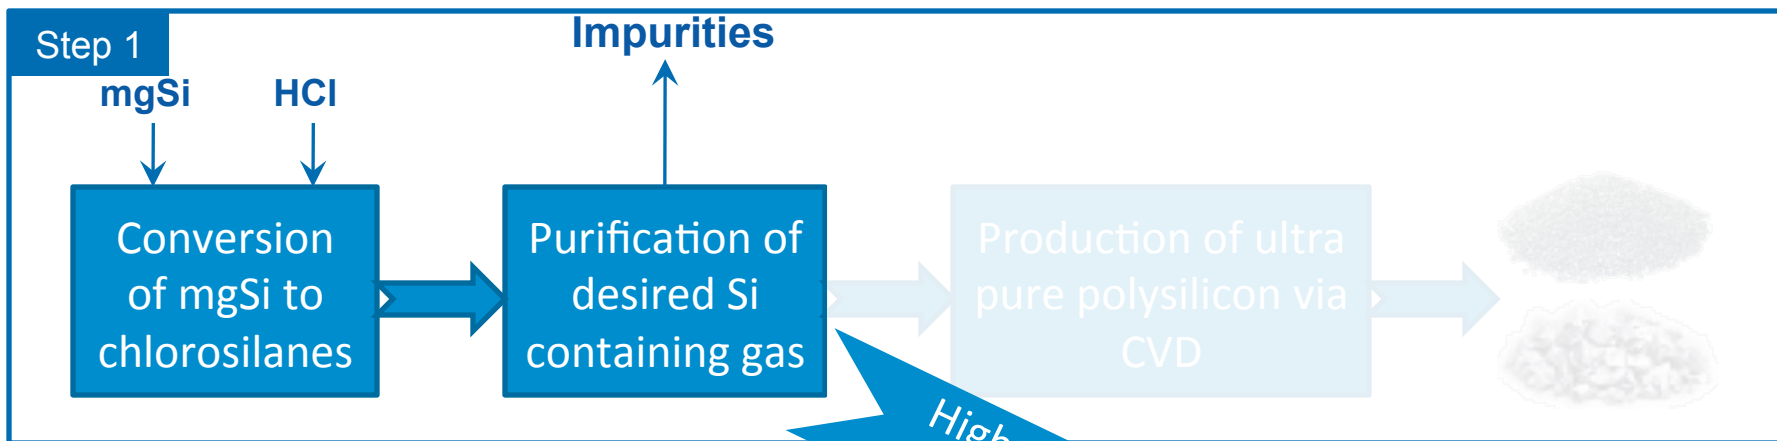 Step 1
Impurities
mgSi HCl
Conversion
of mgSi to
chlorosilanes
Purification of
desired Si
containing gas
Production of ultra
pure polysilicon via
CVD
High